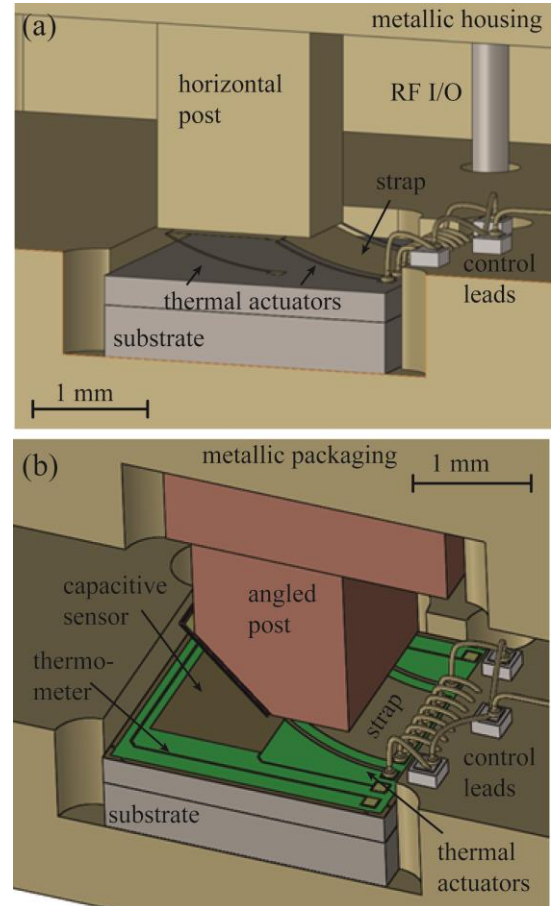 (a)
metallic housing
horizontal
post
RF I/O
strap
control
leads
thermal actuators
substrate
1 mm
(b)
metallic packaging
1 mm
capacitive
sensor
angled
post
thermo-
meter
strap
control
leads
substrate
thermal
actuators